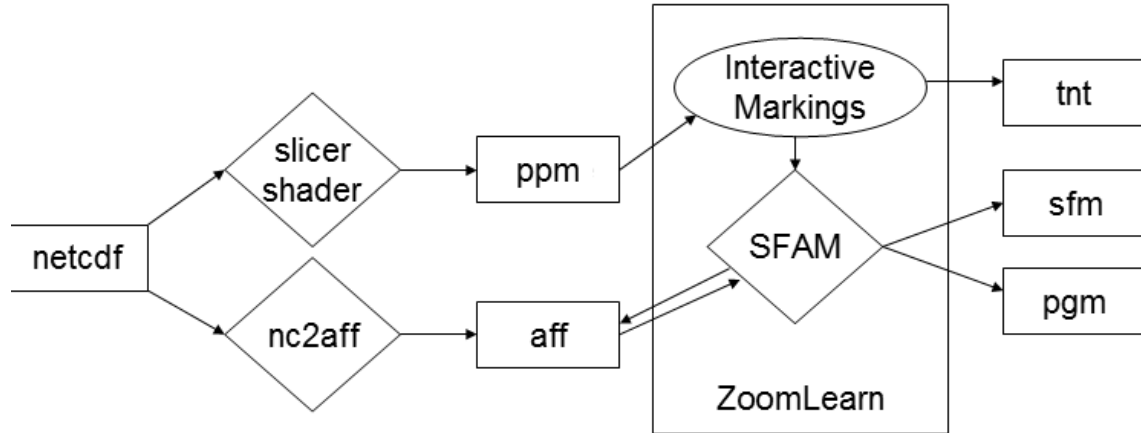 netcdf
slicer
shader
nc2aff
ppm
aff
Interactive
Markings
SFAM
ZoomLearn
tnt
sfm
pgm